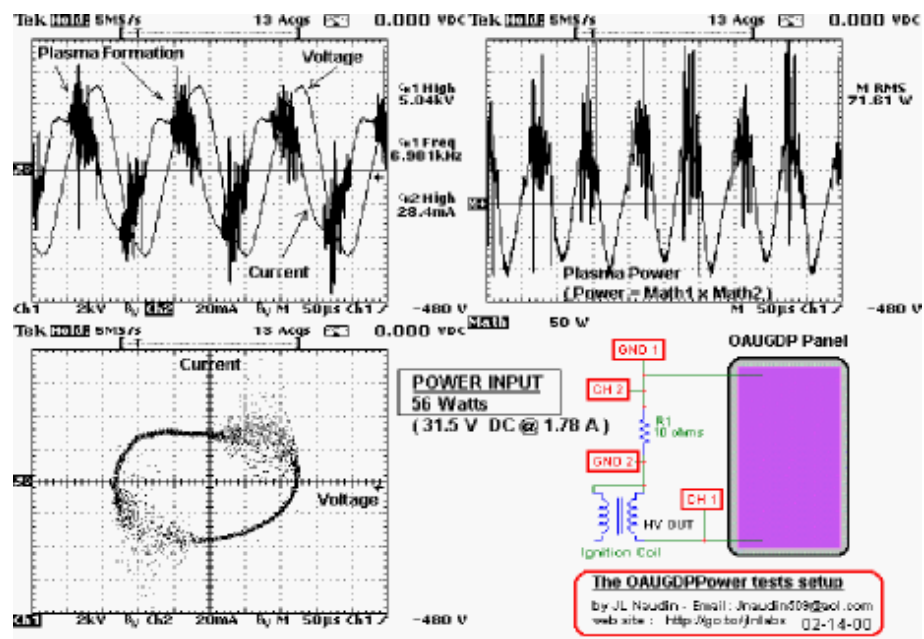 Tek Hold: 5MS/s 13 Acqs 0.000 VDC
Plasma Formation
Voltage
Ch1 High
5.04kV
Ch1 Freq
6.981kHz
Ch2 High
28.4mA
Current
Ch1 2kV Ch2 20mA M 50µs Ch1 -480 V
Tek Hold: 5MS/s 13 Acqs 0.000 VDC
M RMS
71.61 W
M
Plasma Power
( Power = Math1 x Math2 )
M 50µs Ch1 -480 V
Math 50 W
Tek Hold: 5MS/s 13 Acqs 0.000 VDC
Current
Voltage
Ch1 2kV Ch2 20mA M 50µs Ch1 -480 V
POWER INPUT
56 Watts
( 31.5 V DC @ 1.78 A )
OAUGDP Panel
GND 1
CH 2
R1
10 ohms
GND 2
CH 1
HV OUT
Ignition Coil
The OAUGDPPower tests setup
by JL Naudin - Email: Jnaudin509@aol.com
web site : http://go.to/jlnlabs 02-14-00